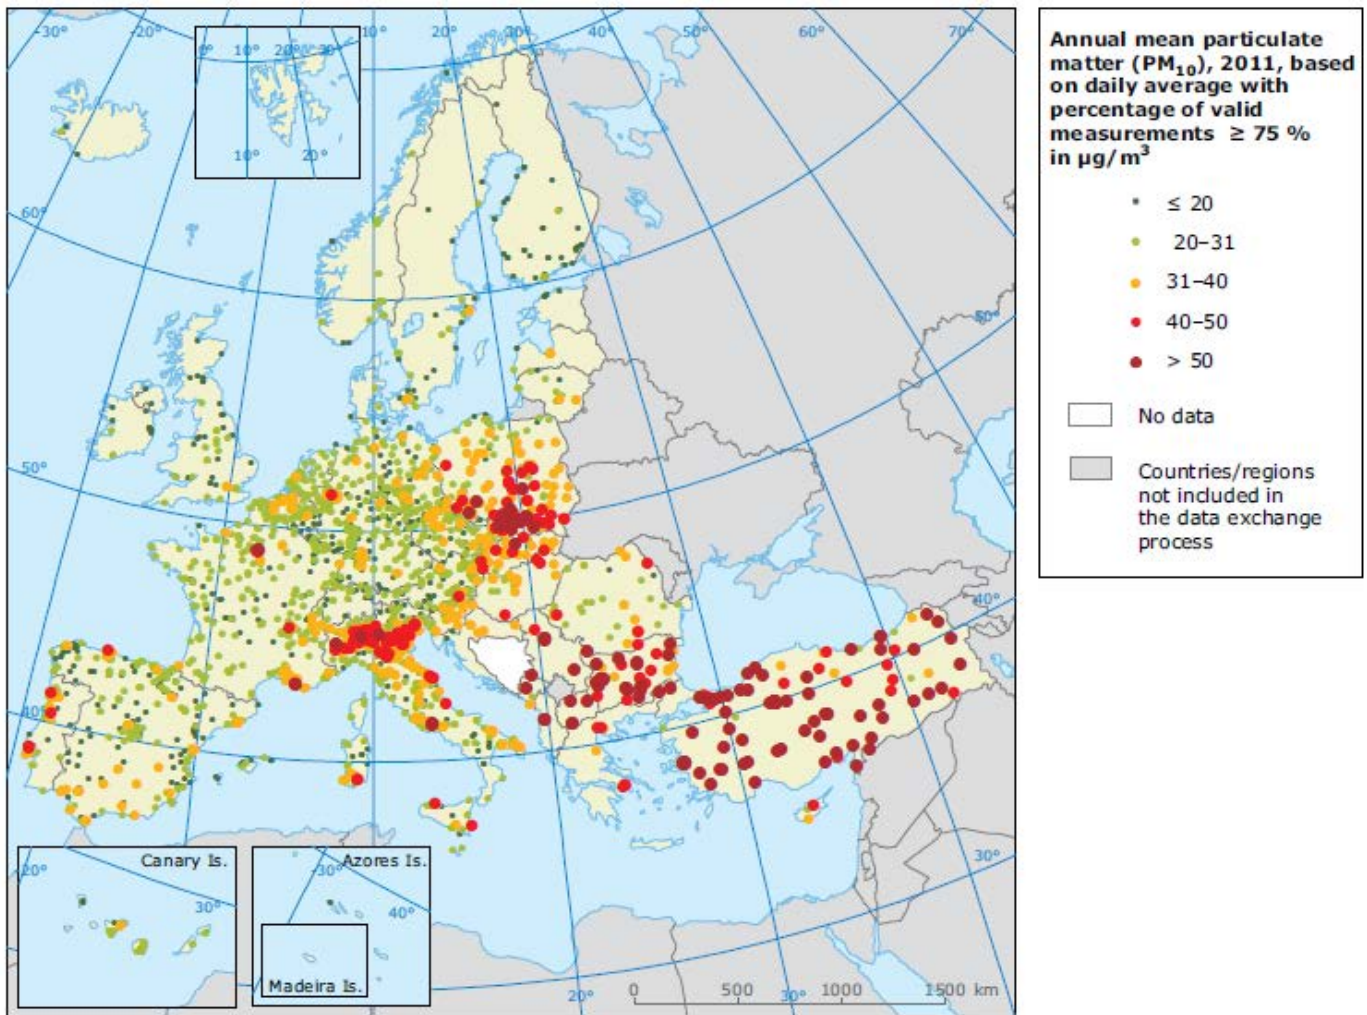 -30°
-20°
10°
20°
30°
40°
50°
60°
70°
0°
10°
20°
30°
10°
20°
60°
50°
50°
40°
40°
Canary Is.
20°
30°
Azores Is.
-30°
40°
Madeira Is.
30°
20°
30°
0
500
1000
1500 km
Annual mean particulate
matter (PM10), 2011, based
on daily average with
percentage of valid
measurements ≥ 75 %
in µg/m³
≤ 20
20–31
31–40
40–50
> 50
No data
Countries/regions
not included in
the data exchange
process